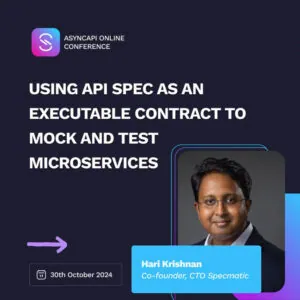 ASYNCAPI ONLINE
CONFERENCE
USING API SPEC AS AN
EXECUTABLE CONTRACT TO
MOCK AND TEST
MICROSERVICES
Hari Krishnan
Co-founder, CTO Specmatic
30th October 2024